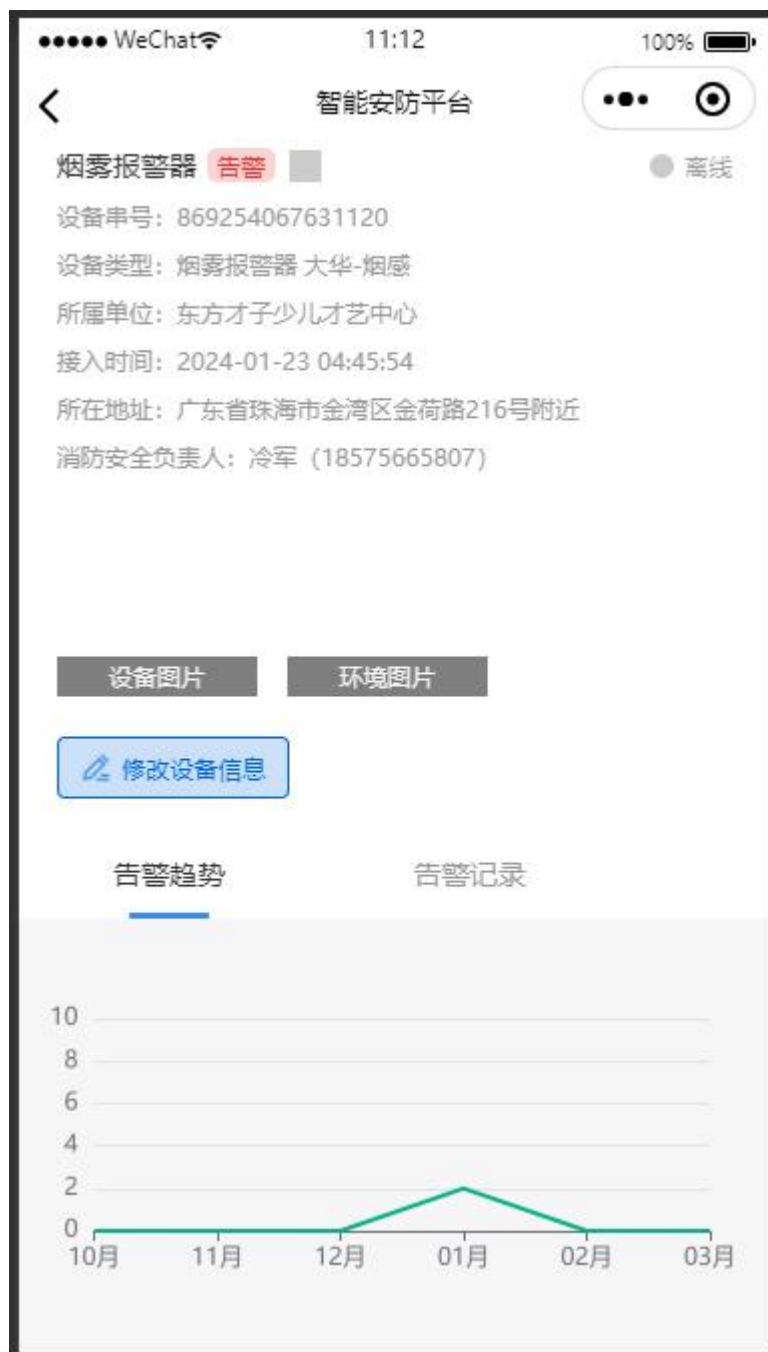 ●●●●● WeChat 11:12 100%
智能安防平台
烟雾报警器 告警 离线
设备串号：869254067631120
设备类型：烟雾报警器 大华-烟感
所属单位：东方才子少儿才艺中心
接入时间：2024-01-23 04:45:54
所在地址：广东省珠海市金湾区金荷路216号附近
消防安全负责人：冷军（18575665807）
设备图片 环境图片
修改设备信息
告警趋势 告警记录
10
8
6
4
2
0
10月 11月 12月 01月 02月 03月